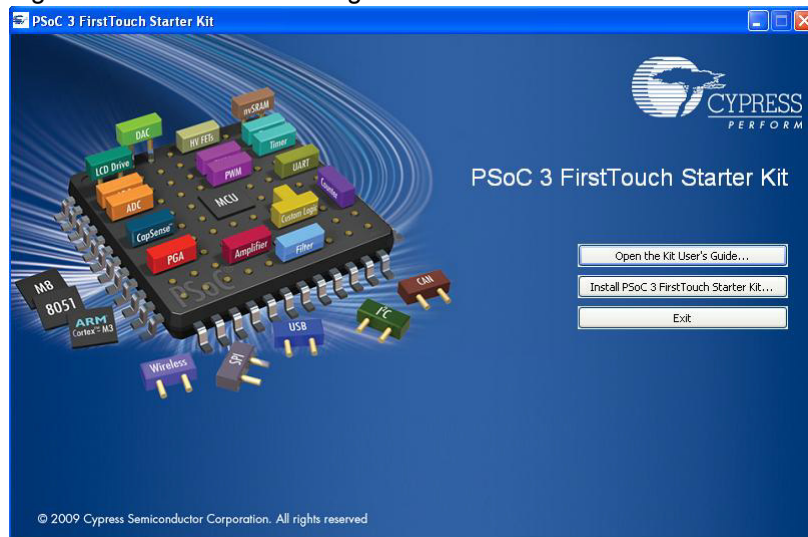 PSoC 3 FirstTouch Starter Kit
CYPRESS
PERFORM
PSoC 3 FirstTouch Starter Kit
Open the Kit User's Guide...
Install PSoC 3 FirstTouch Starter Kit...
Exit
nvSRAM
DAC
HV FETs
Timer
LCD Drive
PWM
UART
ADC
MCU
Counter
CapSense
Custom Logic
PGA
Amplifier
Filter
PSoC
M8
8051
ARM
Cortex-M3
CAN
I²C
USB
SPI
Wireless
© 2009 Cypress Semiconductor Corporation. All rights reserved